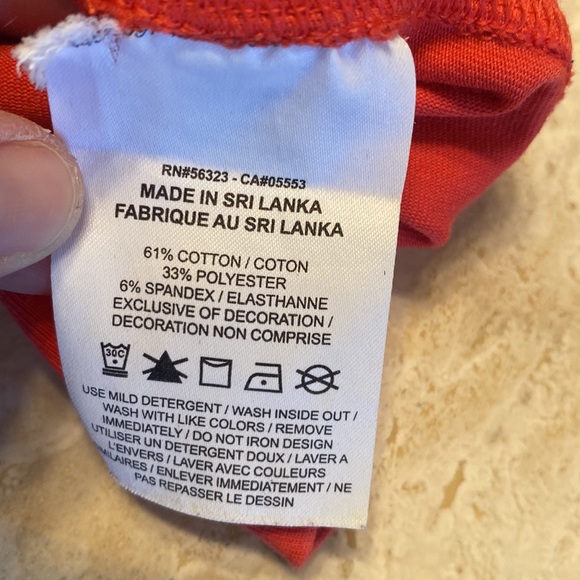 RN#56323 - CA#05553
MADE IN SRI LANKA
FABRIQUE AU SRI LANKA
61% COTTON / COTON
33% POLYESTER
6% SPANDEX / ELASTHANNE
EXCLUSIVE OF DECORATION /
DECORATION NON COMPRISE
30C
USE MILD DETERGENT / WASH INSIDE OUT /
WASH WITH LIKE COLORS / REMOVE
IMMEDIATELY / DO NOT IRON DESIGN
UTILISER UN DETERGENT DOUX / LAVER A
L'ENVERS / LAVER AVEC COULEURS
MILAIRES / ENLEVER IMMEDIATEMENT / NE
PAS REPASSER LE DESSIN